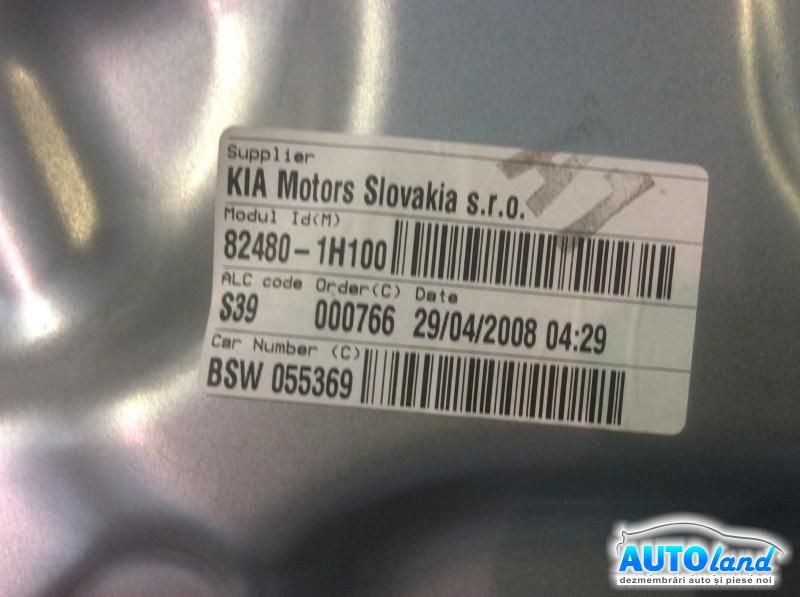 Supplier
KIA Motors Slovakia s.r.o.
Modul Id(M)
82480-1H100
ALC code Order(C) Date
S39 000766 29/04/2008 04:29
Car Number (C)
BSW 055369
AUTOland
dezmembrări auto și piese noi